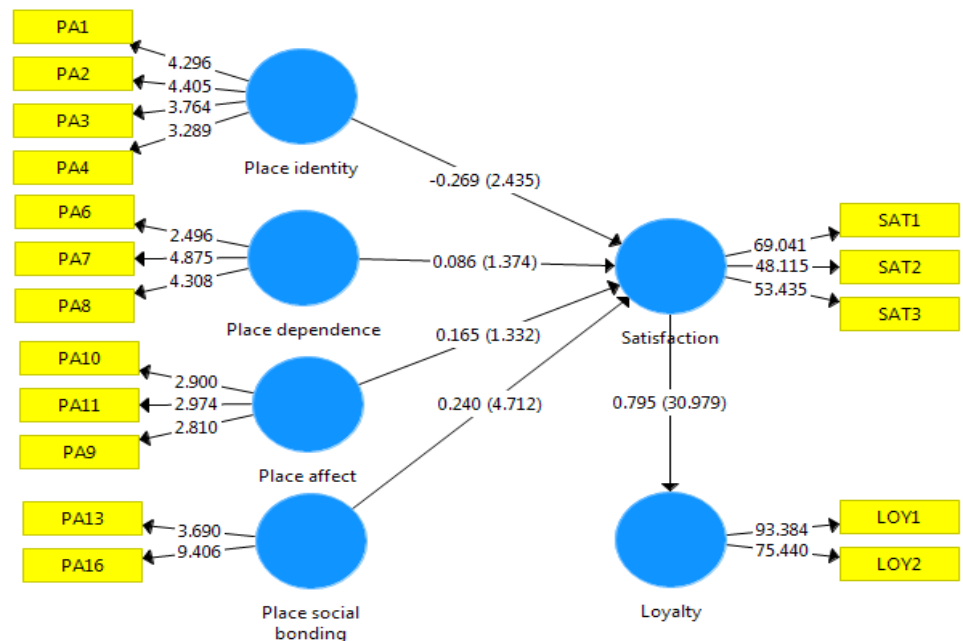 PA1
4.296
PA2
4.405
PA3
3.764
3.289
PA4
Place identity
-0.269 (2.435)
PA6
2.496
PA7
4.875
PA8
4.308
Place dependence
0.086 (1.374)
SAT1
69.041
SAT2
48.115
53.435
SAT3
Satisfaction
PA10
2.900
PA11
2.974
2.810
PA9
Place affect
0.165 (1.332)
0.240 (4.712)
0.795 (30.979)
PA13
3.690
9.406
PA16
Place social
bonding
LOY1
93.384
75.440
LOY2
Loyalty